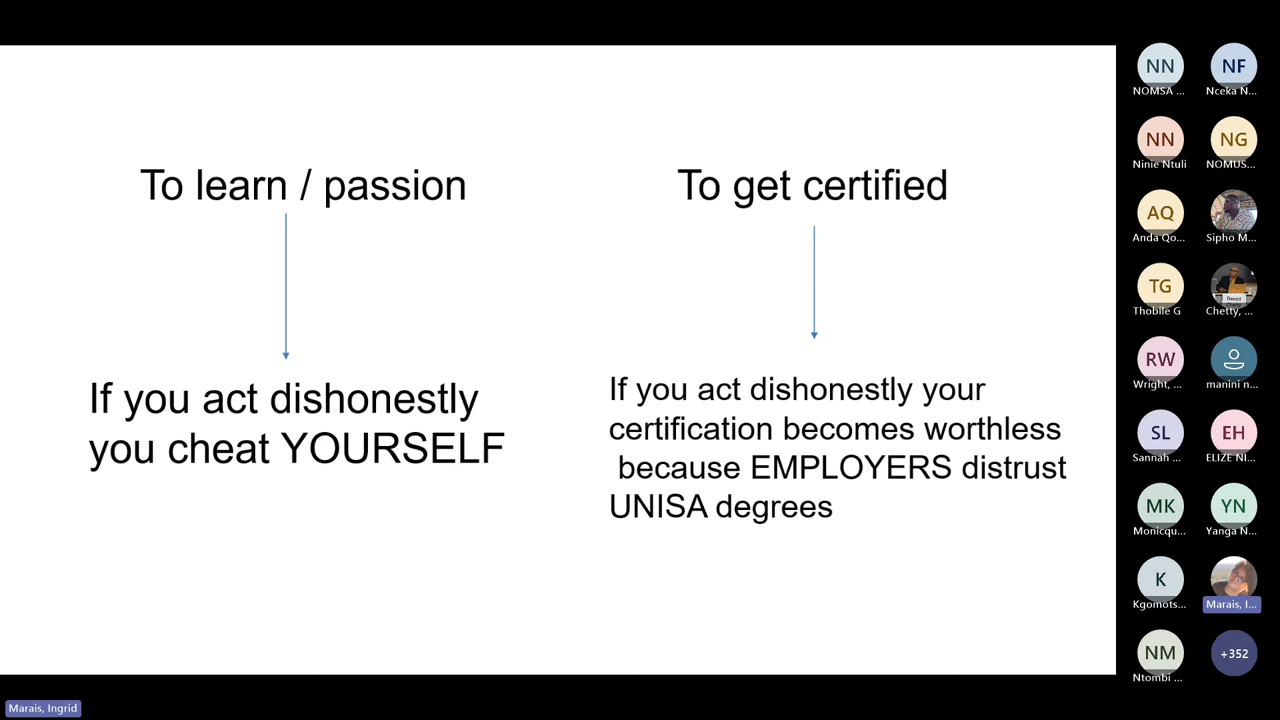 To learn / passion
To get certified
If you act dishonestly
you cheat YOURSELF
If you act dishonestly your
certification becomes worthless
because EMPLOYERS distrust
UNISA degrees
NN
NOMSA ...
NF
Nceka N...
NN
Ninie Ntuli
NG
NOMUS...
AQ
Anda Qo...
Sipho M...
TG
Thobile G
Chetty, ...
RW
Wright, ...
manini n...
SL
Sannah ...
EH
ELIZE NI...
MK
Monicqu...
YN
Yanga N...
K
Kgomots...
Marais, I...
NM
Ntombi ...
+352
Marais, Ingrid